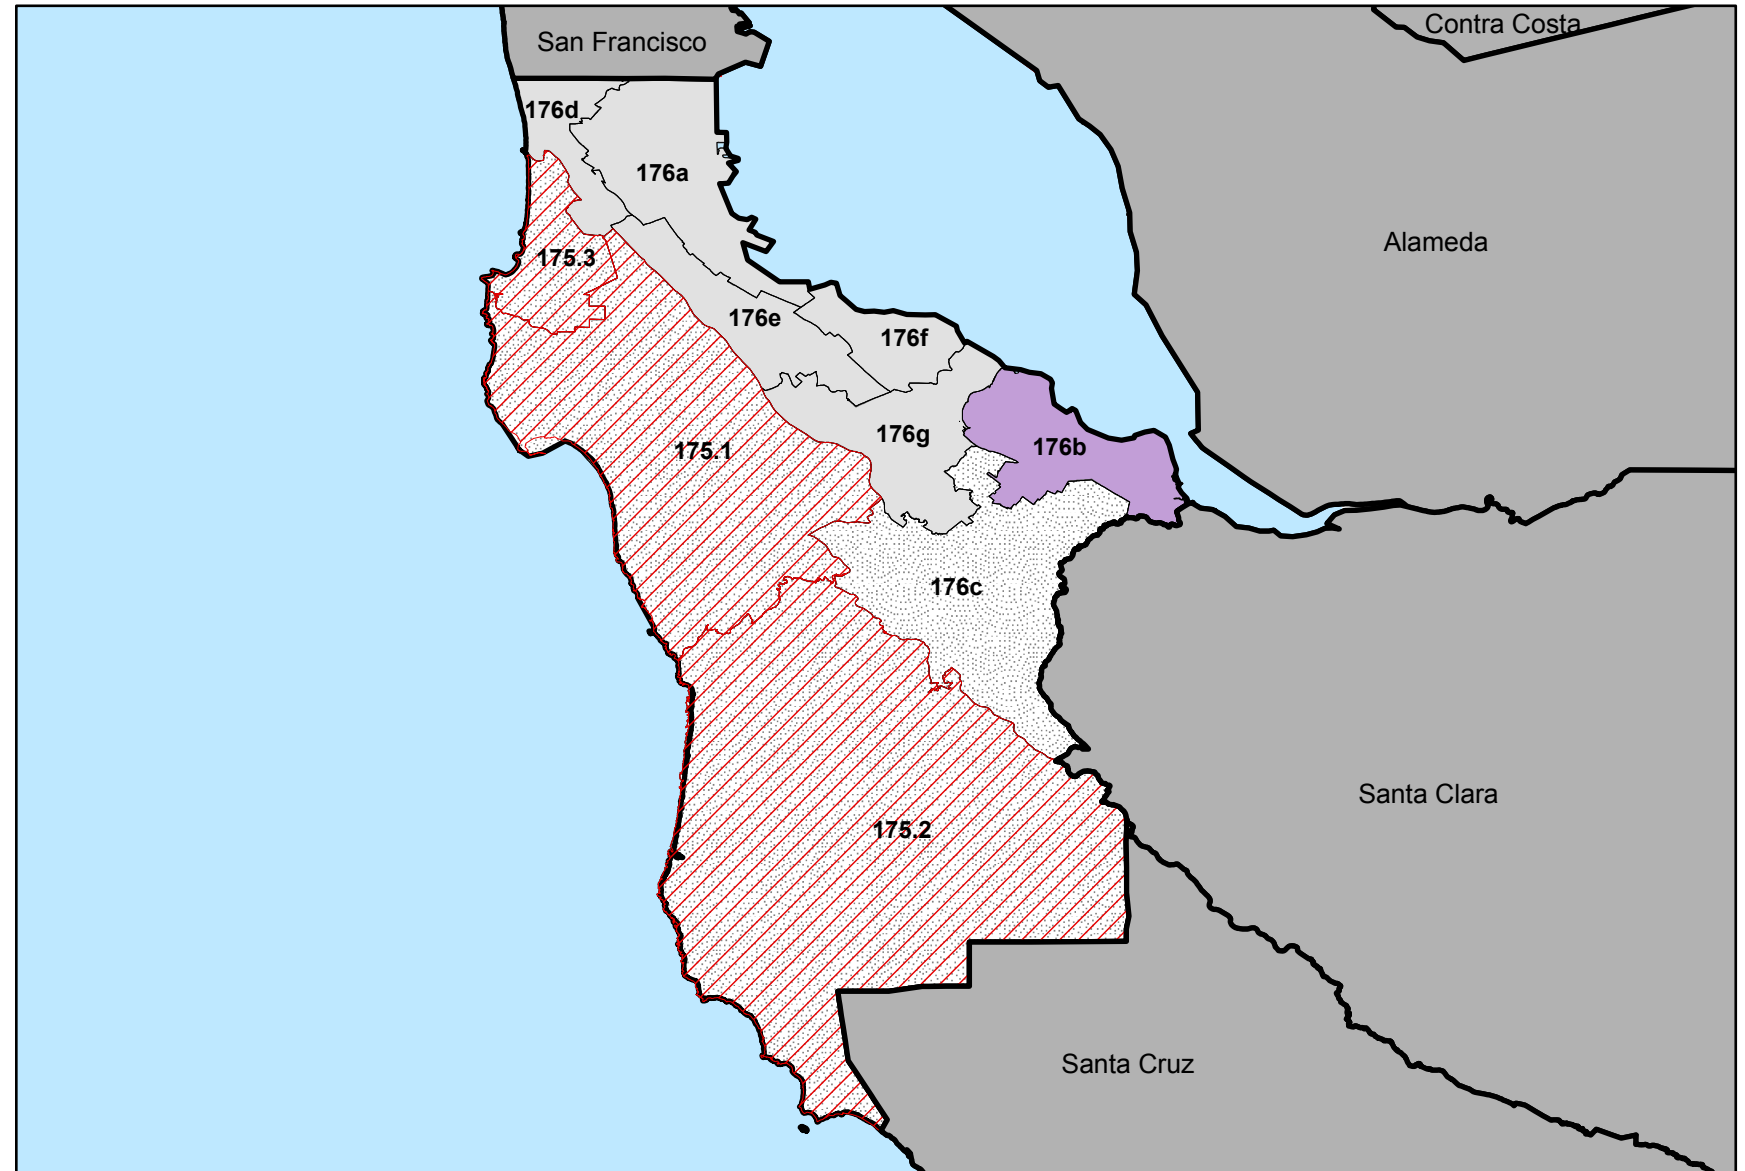 Contra Costa
San Francisco
176d
176a
Alameda
175.3
176e
176f
176g
176b
175.1
176c
Santa Clara
175.2
Santa Cruz